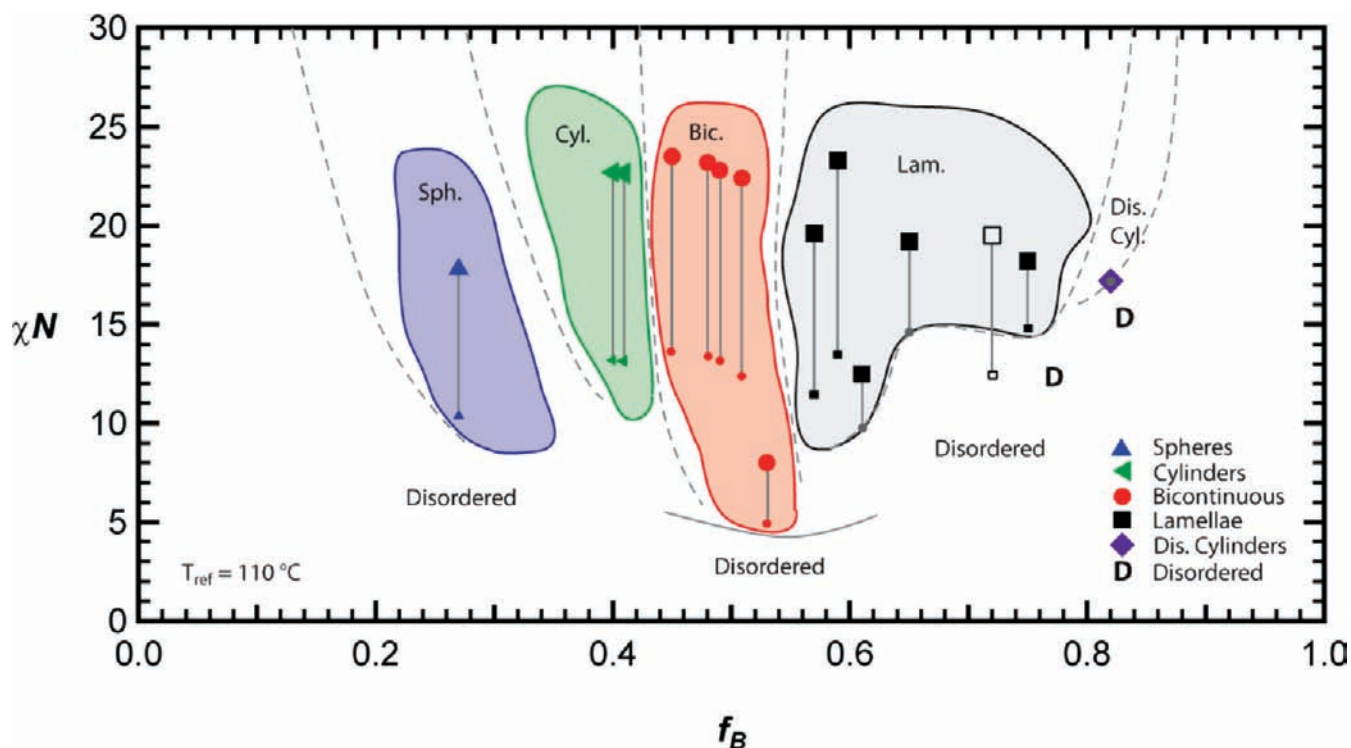 30
25
20
15
10
5
0
χN
0.0
0.2
0.4
0.6
0.8
1.0
f_B
Sph.
Cyl.
Bic.
Lam.
Dis.
Cyl.
D
D
Disordered
Disordered
Disordered
T_ref = 110 °C
Spheres
Cylinders
Bicontinuous
Lamellae
Dis. Cylinders
D Disordered